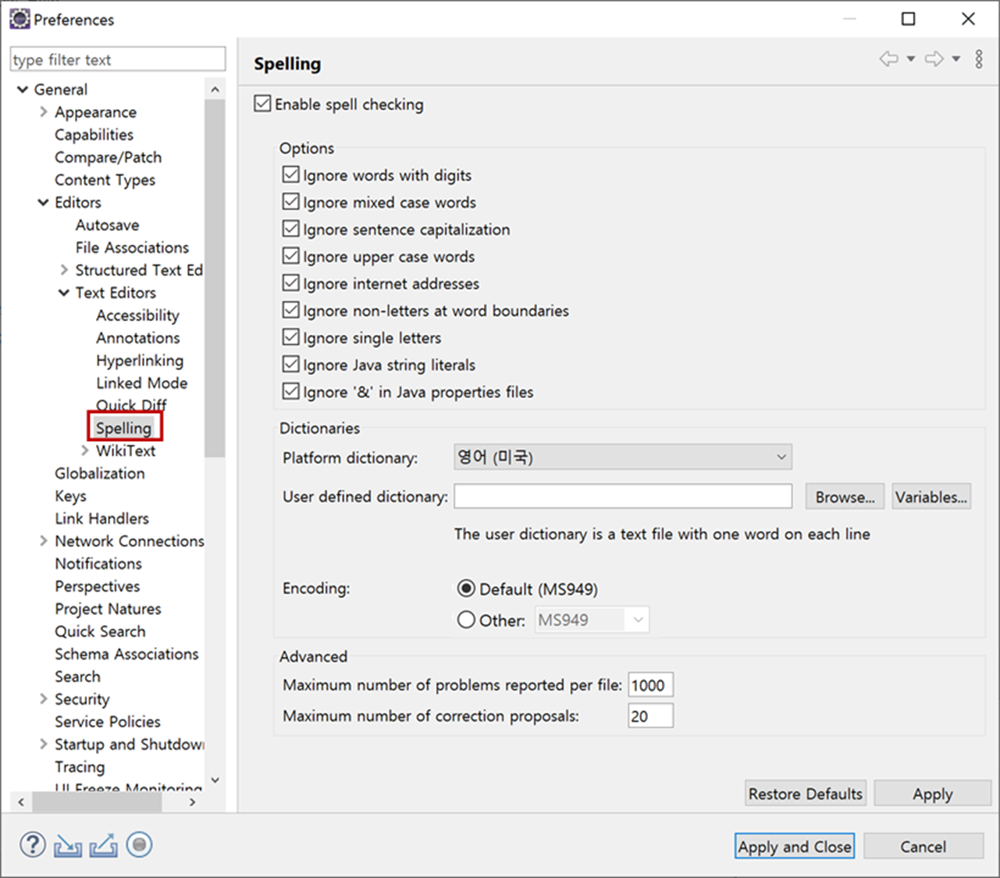 Preferences
type filter text
General
Appearance
Capabilities
Compare/Patch
Content Types
Editors
Autosave
File Associations
Structured Text Ed
Text Editors
Accessibility
Annotations
Hyperlinking
Linked Mode
Quick Diff
Spelling
WikiText
Globalization
Keys
Link Handlers
Network Connections
Notifications
Perspectives
Project Natures
Quick Search
Schema Associations
Search
Security
Service Policies
Startup and Shutdow
Tracing
UI Freeze Monitoring
Spelling
Enable spell checking
Options
Ignore words with digits
Ignore mixed case words
Ignore sentence capitalization
Ignore upper case words
Ignore internet addresses
Ignore non-letters at word boundaries
Ignore single letters
Ignore Java string literals
Ignore '&' in Java properties files
Dictionaries
Platform dictionary: 영어 (미국)
User defined dictionary: Browse... Variables...
The user dictionary is a text file with one word on each line
Encoding: Default (MS949)
Other: MS949
Advanced
Maximum number of problems reported per file: 1000
Maximum number of correction proposals: 20
Restore Defaults Apply
? Apply and Close Cancel